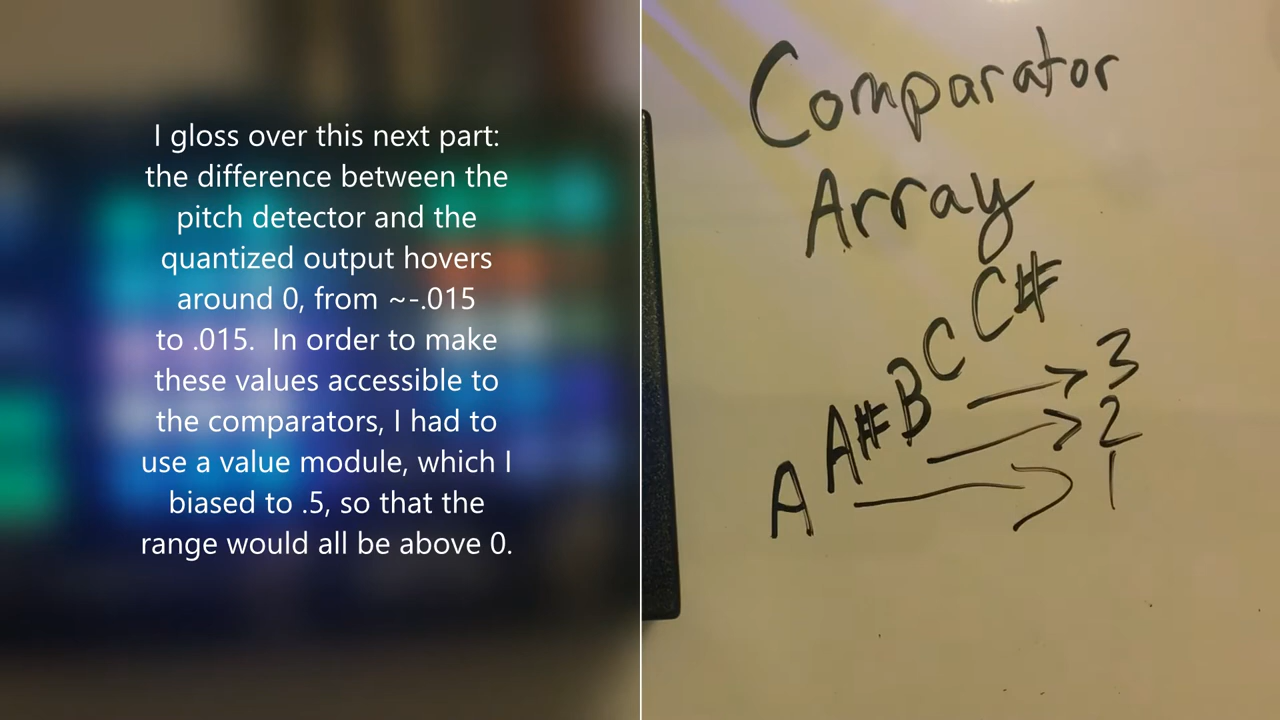 I gloss over this next part:
the difference between the
pitch detector and the
quantized output hovers
around 0, from ~-.015
to .015.  In order to make
these values accessible to
the comparators, I had to
use a value module, which I
biased to .5, so that the
range would all be above 0.
Comparator
Array
A A# B C C#
3
2
1